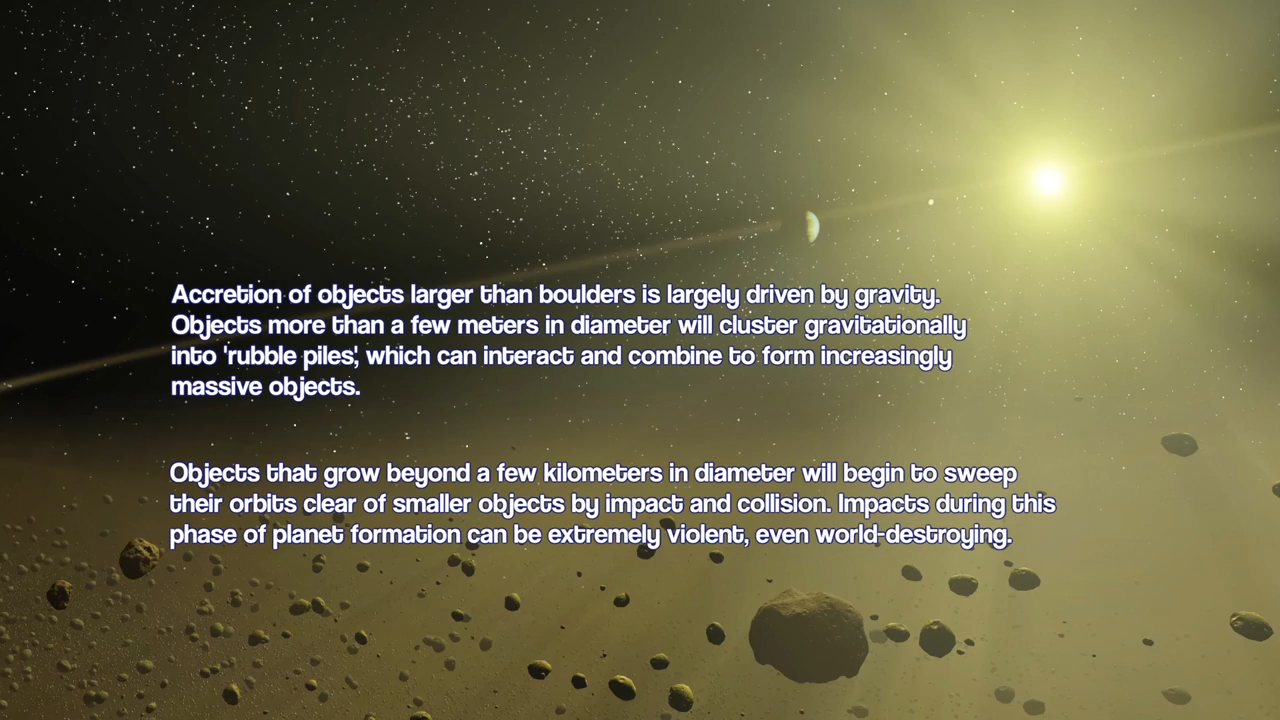 Accretion of objects larger than boulders is largely driven by gravity.
Objects more than a few meters in diameter will cluster gravitationally
into 'rubble piles', which can interact and combine to form increasingly
massive objects.
Objects that grow beyond a few kilometers in diameter will begin to sweep
their orbits clear of smaller objects by impact and collision. Impacts during this
phase of planet formation can be extremely violent, even world-destroying.